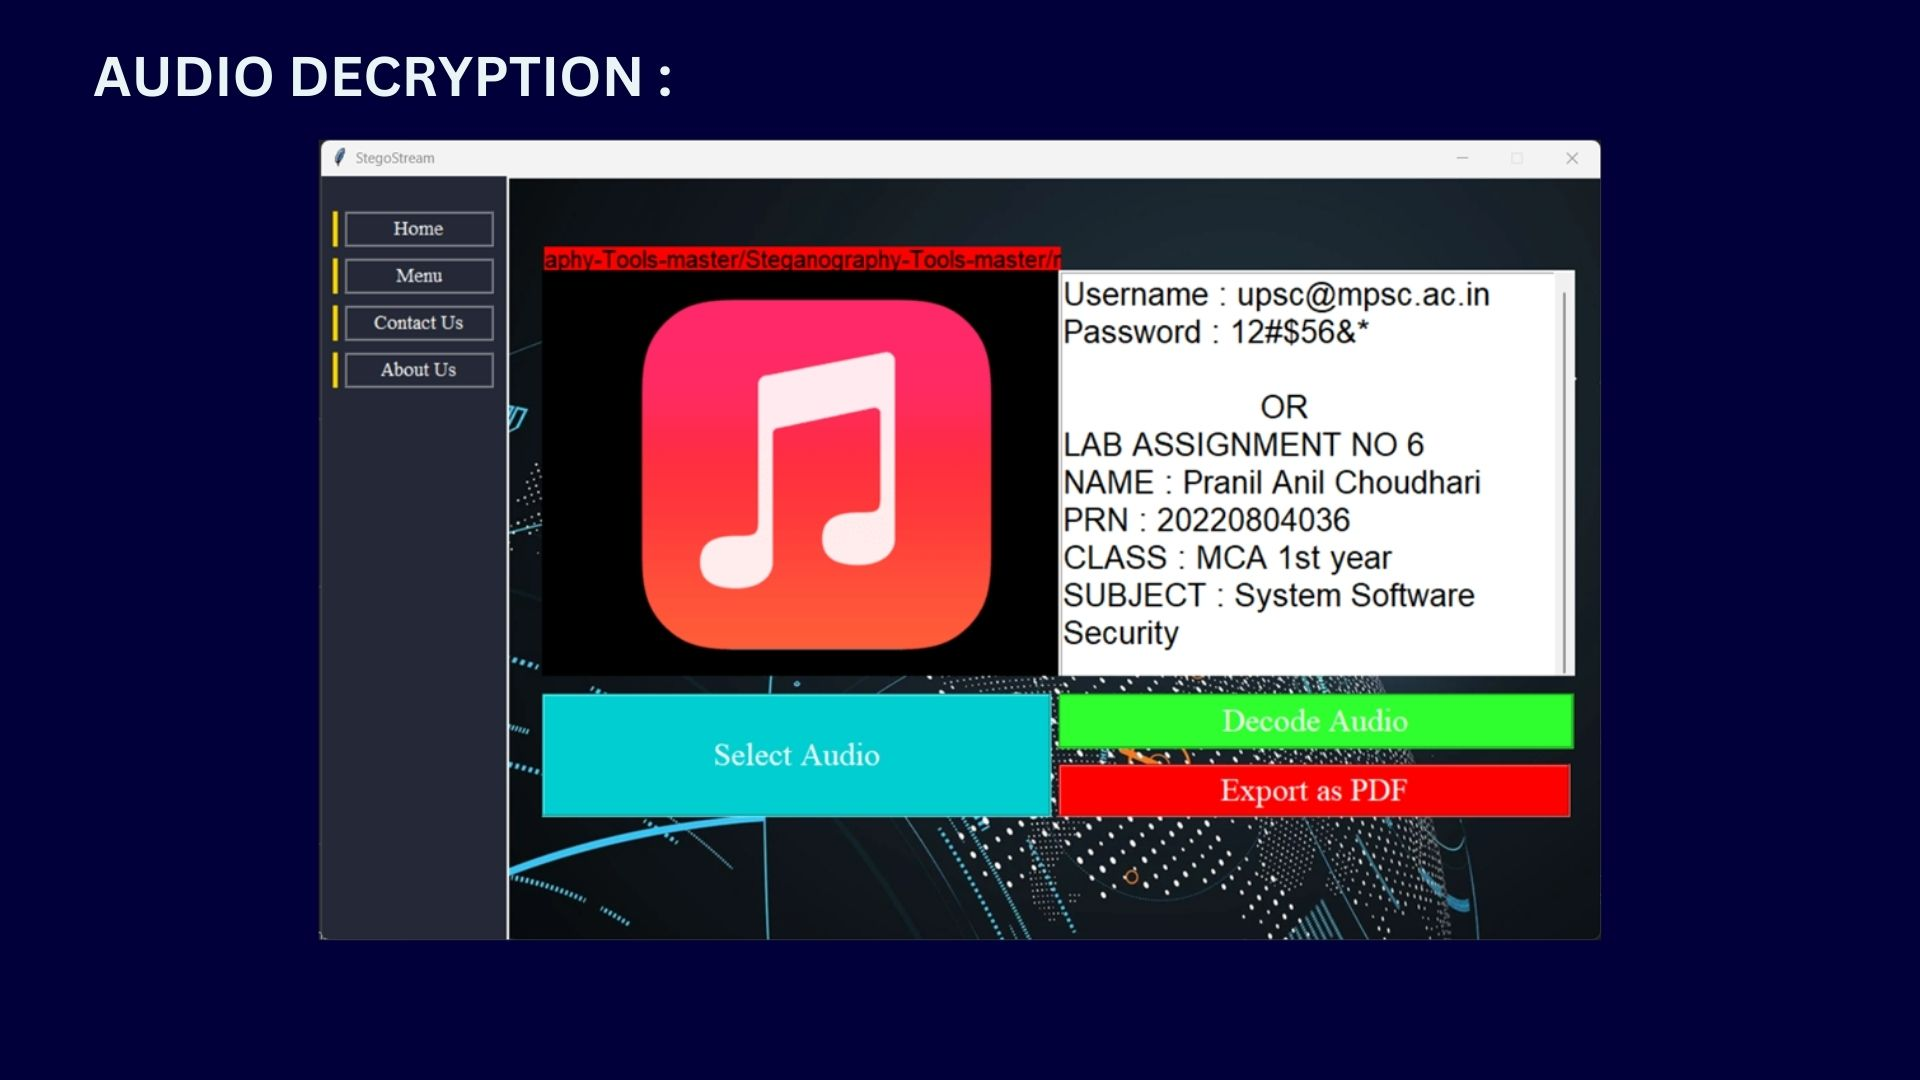 AUDIO DECRYPTION :
StegoStream
Home
Menu
Contact Us
About Us
aphy-Tools-master/Steganography-Tools-master/
Username : upsc@mpsc.ac.in
Password : 12#$56&*
OR
LAB ASSIGNMENT NO 6
NAME : Pranil Anil Choudhari
PRN : 20220804036
CLASS : MCA 1st year
SUBJECT : System Software
Security
Select Audio
Decode Audio
Export as PDF